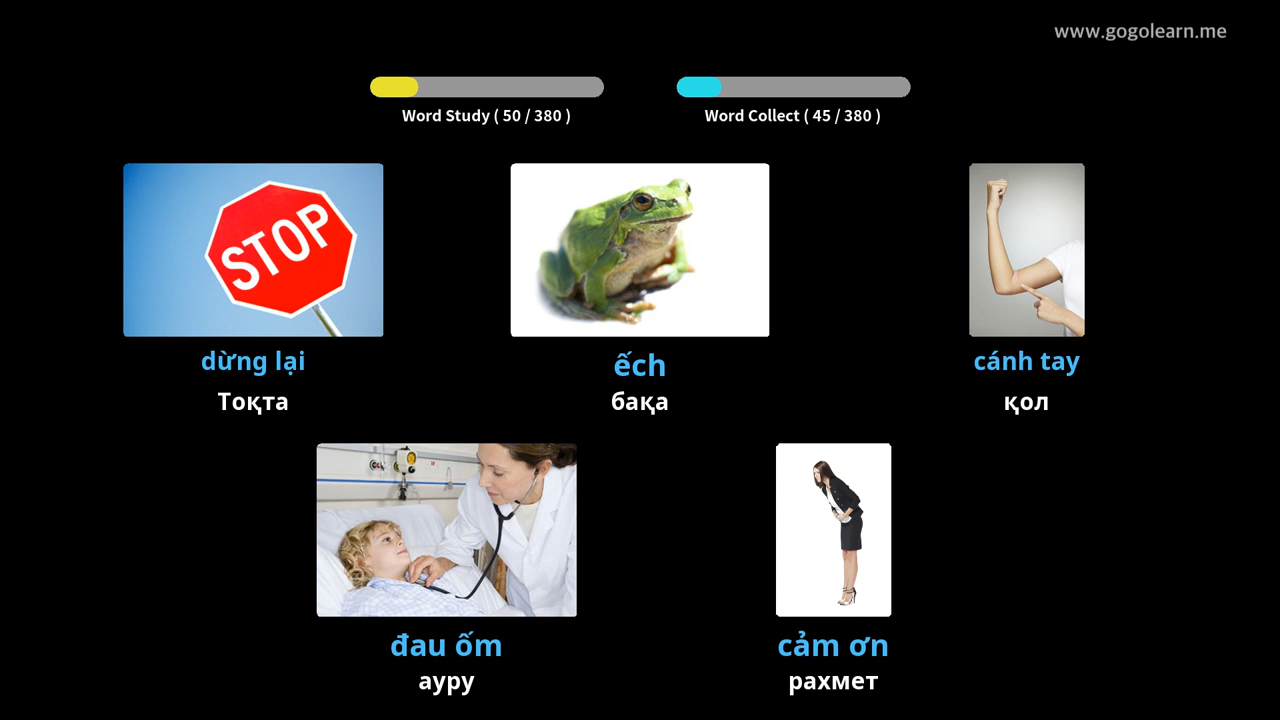 www.gogolearn.me
Word Study ( 50 / 380 )
Word Collect ( 45 / 380 )
STOP
dừng lại
Тоқта
ếch
бақа
cánh tay
қол
đau ốm
ауру
cảm ơn
рахмет